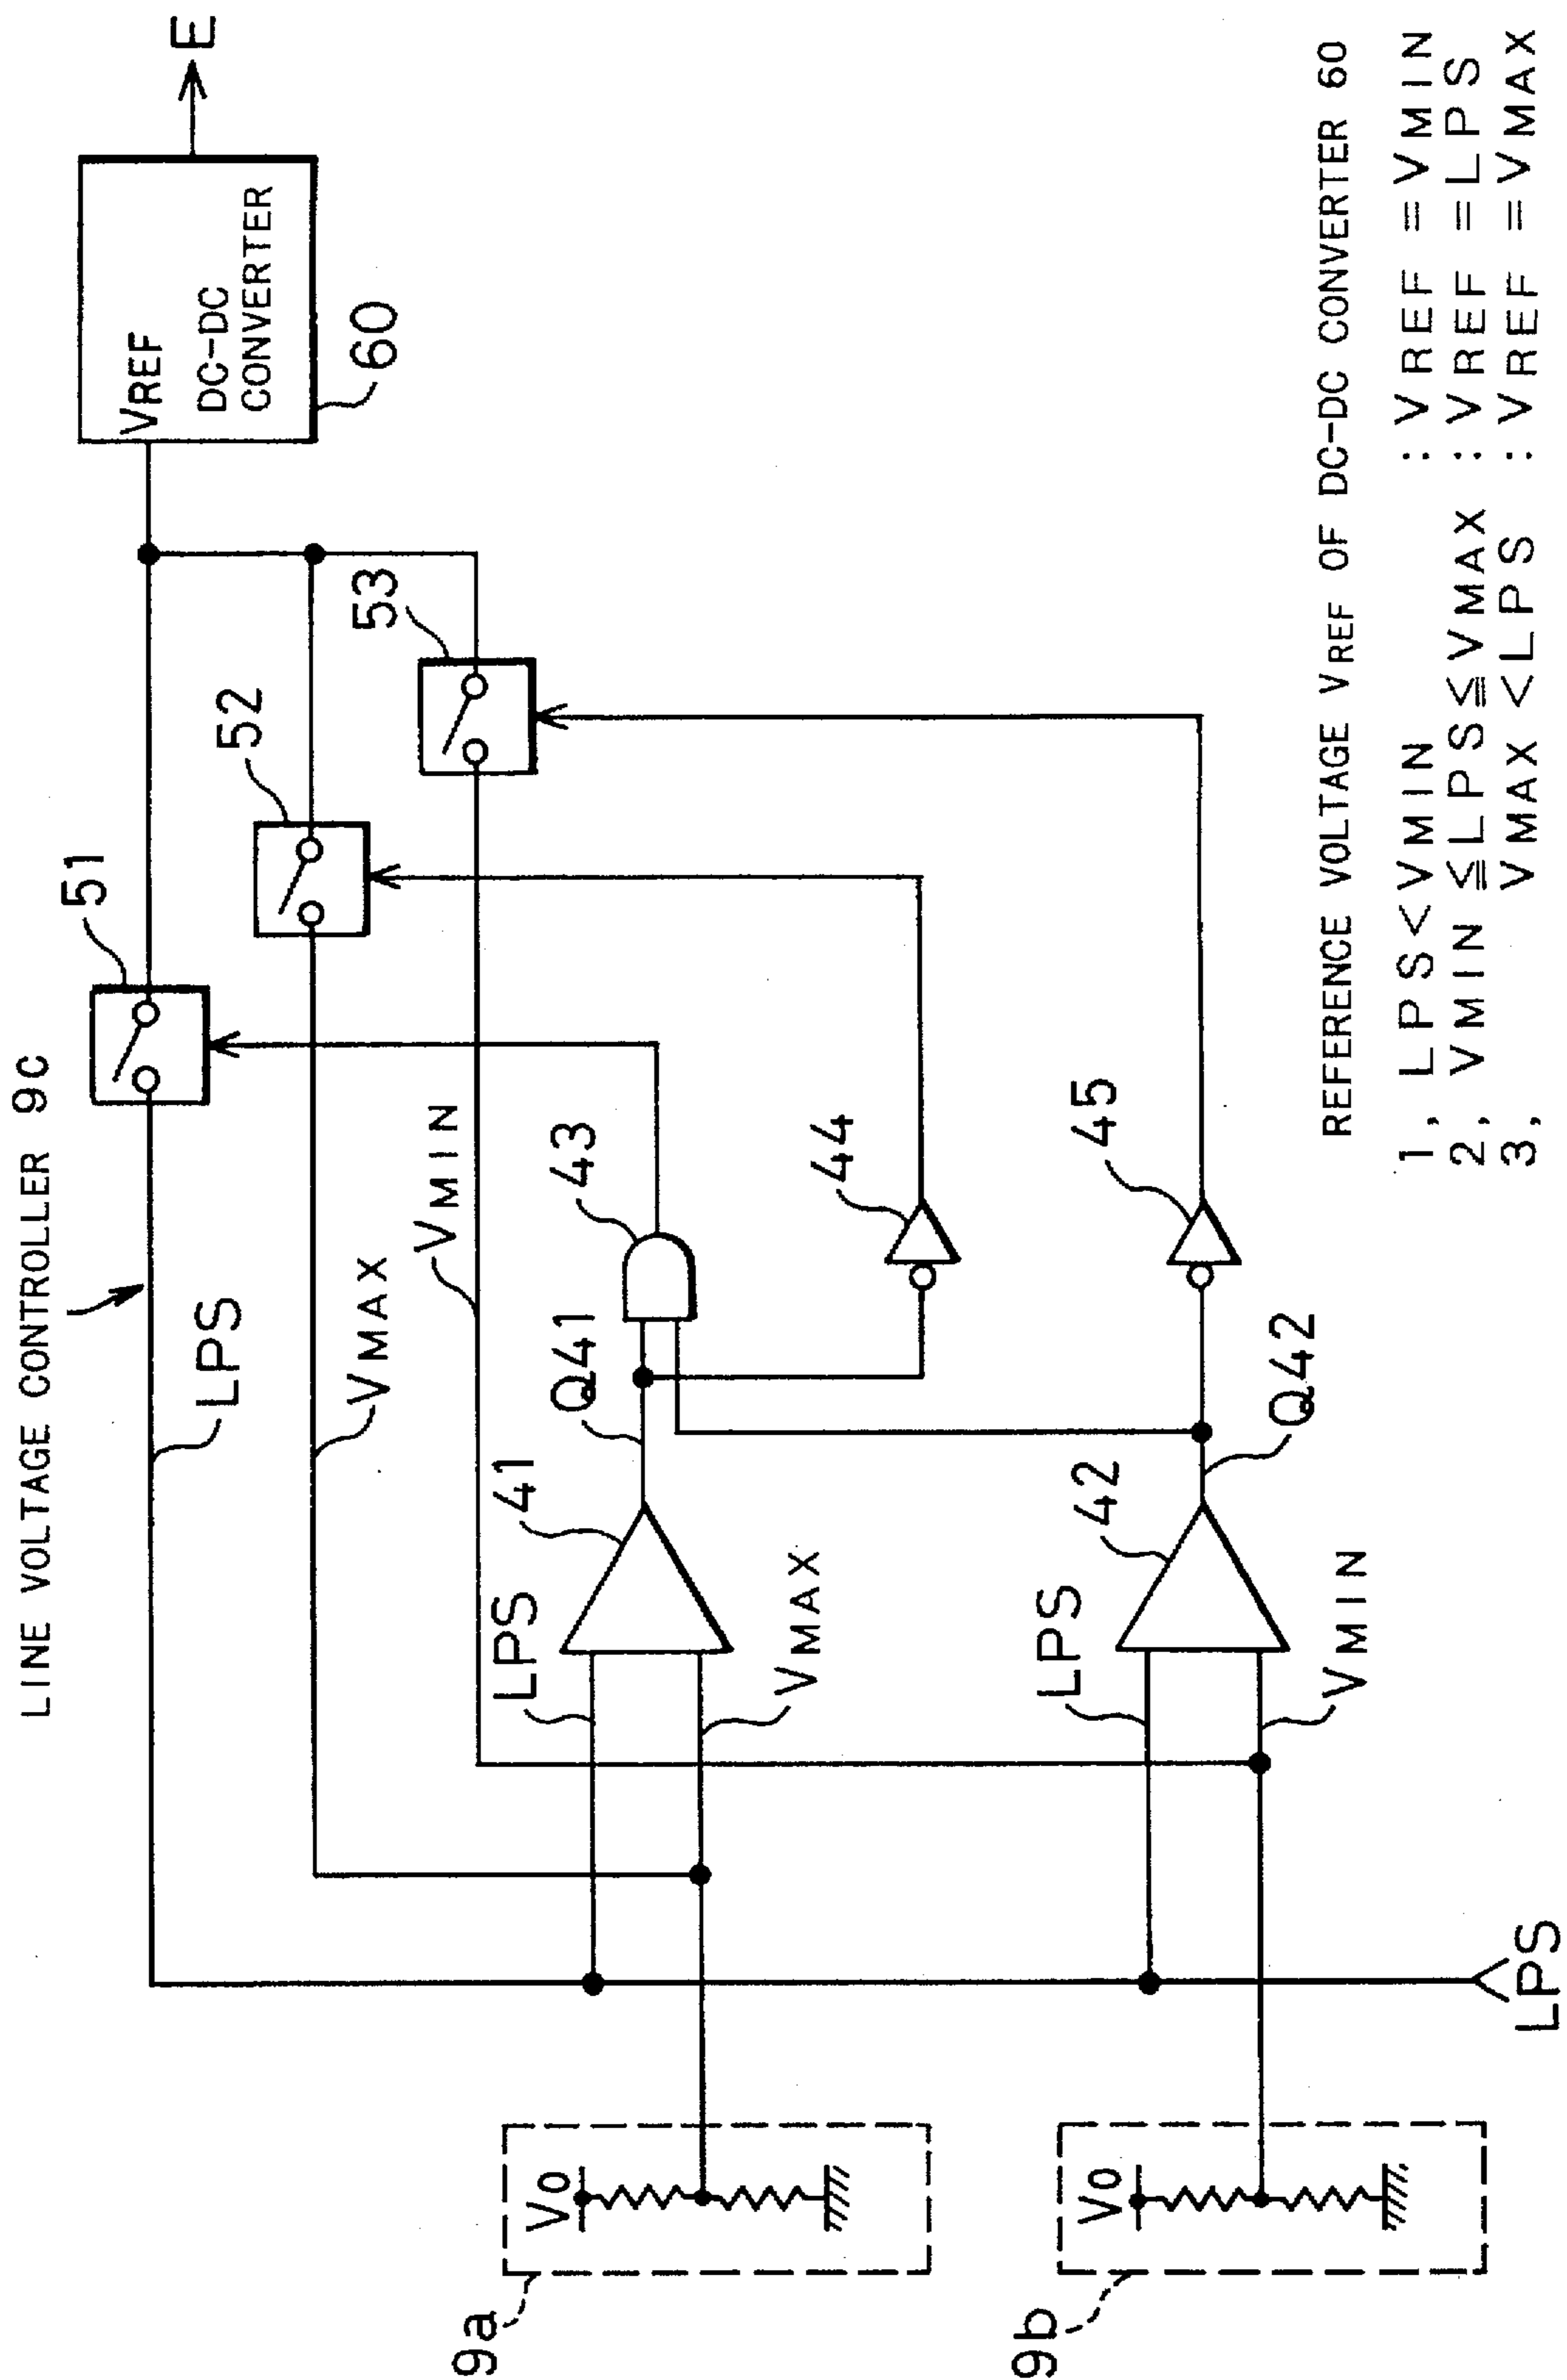 LINE VOLTAGE CONTROLLER 9C
LPS
VMAX
VMIN
51
52
53
VREF
DC-DC
CONVERTER
60
E
9a
V0
LPS
VMAX
41
Q41
43
44
9b
V0
LPS
VMIN
42
Q42
45
LPS
REFERENCE VOLTAGE VREF OF DC-DC CONVERTER 60
1, LPS<VMIN :VREF=VMIN
2, VMIN≦LPS≦VMAX :VREF=LPS
3, VMAX<LPS :VREF=VMAX